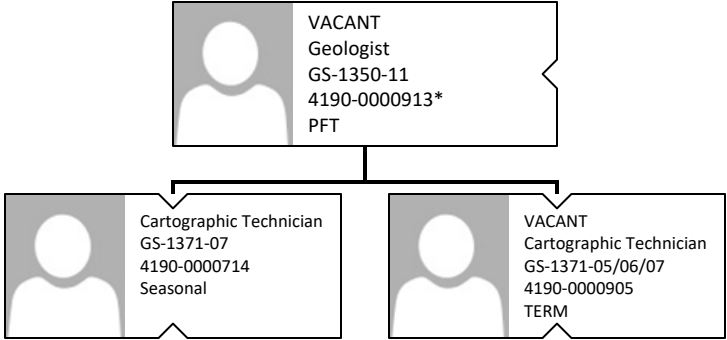 VACANT
Geologist
GS-1350-11
4190-0000913*
PFT
Cartographic Technician
GS-1371-07
4190-0000714
Seasonal
VACANT
Cartographic Technician
GS-1371-05/06/07
4190-0000905
TERM